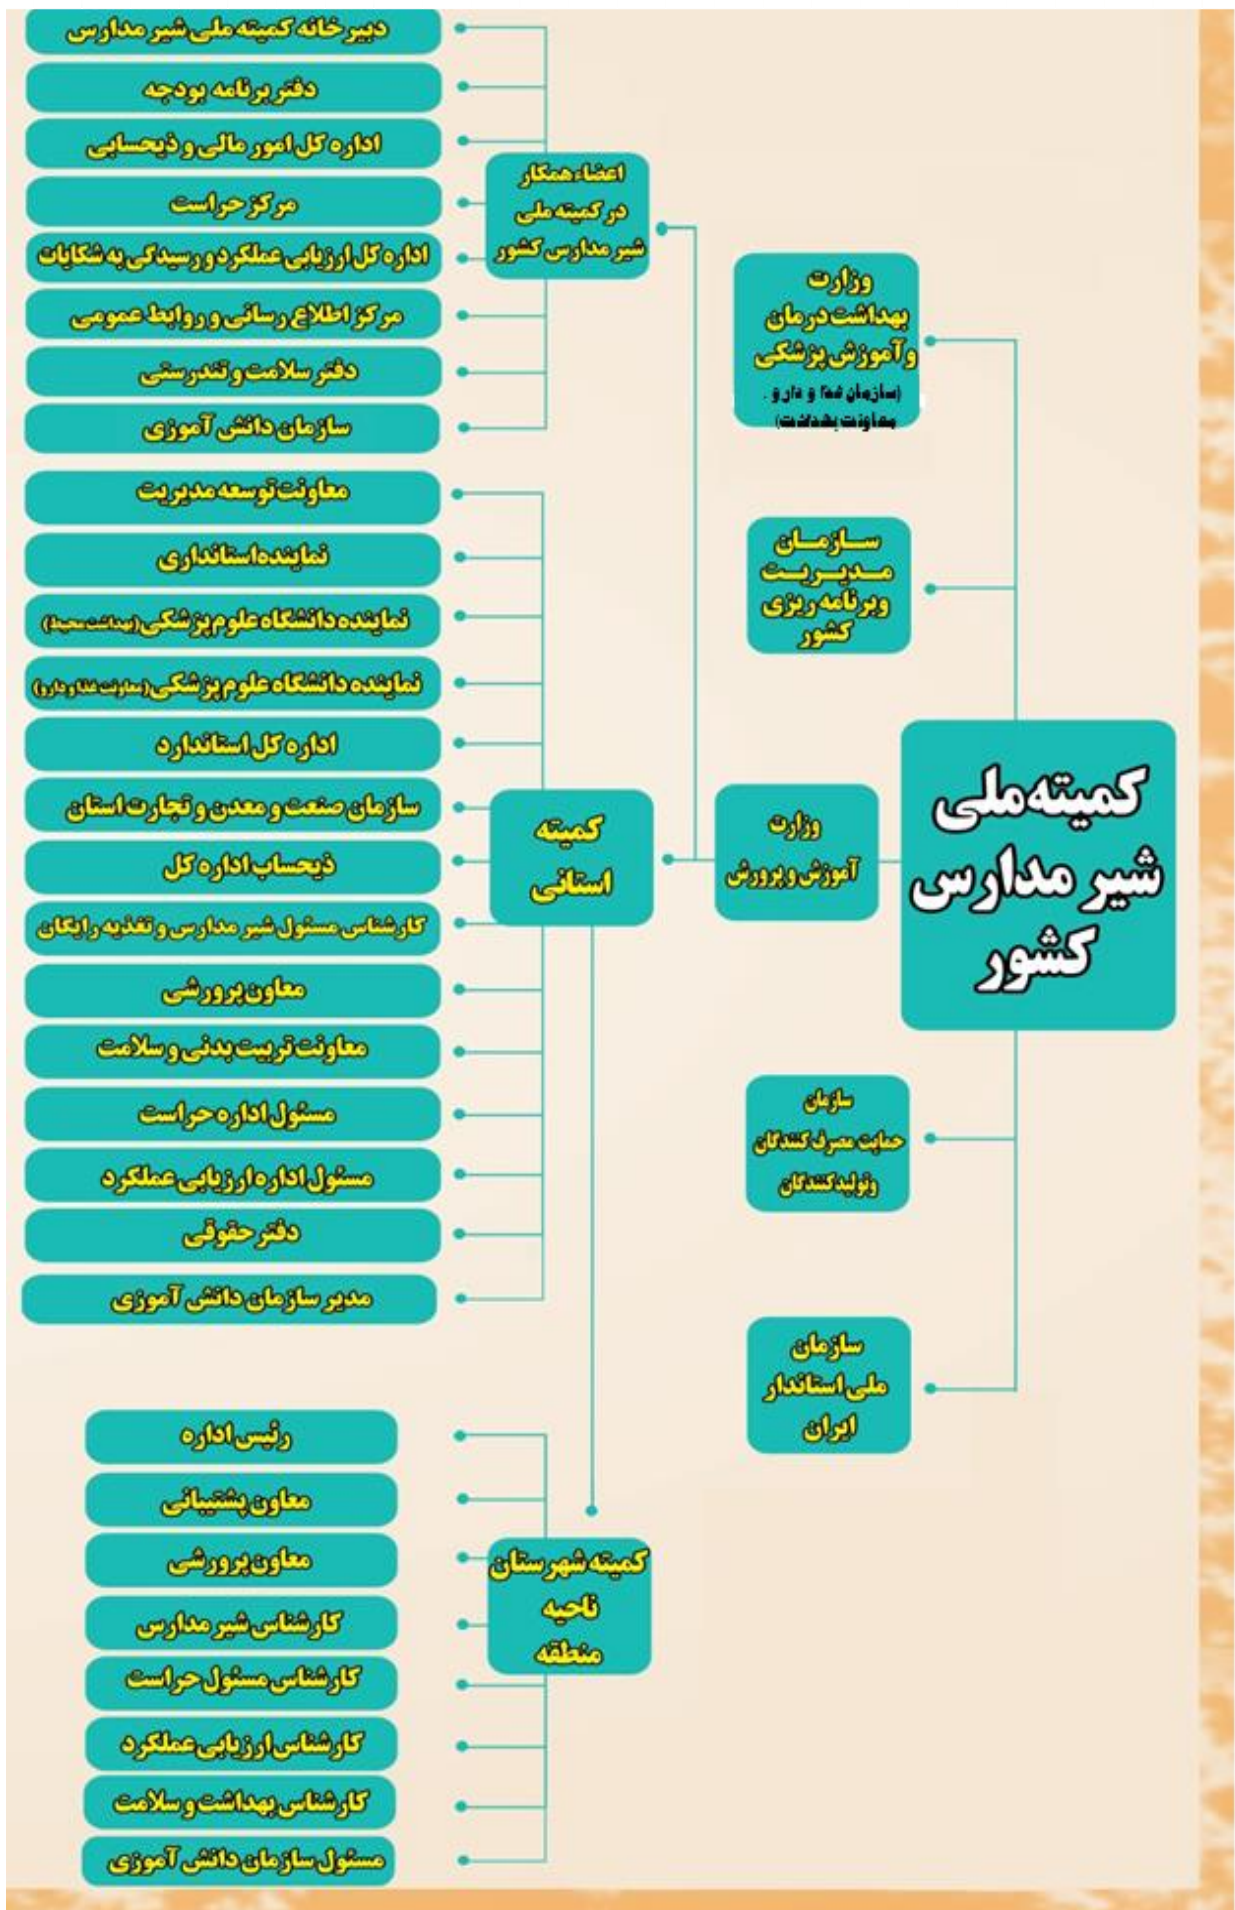 کمیته ملی
شیر مدارس
کشور
وزارت
بهداشت درمان
و آموزش پزشکی
(سازمان غذا و دارو .
معاونت بهداشت)
سازمان
مدیریت
وبرنامه ریزی
کشور
وزارت
آموزش و پرورش
سازمان
حمایت مصرف کنندگان
وتولیدکنندگان
سازمان
ملی استاندار
ایران
اعضاء همکار
در کمیته ملی
شیر مدارس کشور
دبیرخانه کمیته ملی شیر مدارس
دفتر برنامه بودجه
اداره کل امور مالی و ذیحسابی
مرکز حراست
اداره کل ارزیابی عملکرد و رسیدگی به شکایات
مرکز اطلاع رسانی و روابط عمومی
دفتر سلامت و تندرستی
سازمان دانش آموزی
کمیته
استانی
معاونت توسعه مدیریت
نماینده استانداری
نماینده دانشگاه علوم پزشکی (بهداشت محیط)
نماینده دانشگاه علوم پزشکی (معاونت غذا و دارو)
اداره کل استاندارد
سازمان صنعت و معدن و تجارت استان
ذیحساب اداره کل
کارشناس مسئول شیر مدارس و تغذیه رایگان
معاون پرورشی
معاونت تربیت بدنی و سلامت
مسئول اداره حراست
مسئول اداره ارزیابی عملکرد
دفتر حقوقی
مدیر سازمان دانش آموزی
کمیته شهرستان
ناحیه
منطقه
رئیس اداره
معاون پشتیبانی
معاون پرورشی
کارشناس شیر مدارس
کارشناس مسئول حراست
کارشناس ارزیابی عملکرد
کارشناس بهداشت و سلامت
مسئول سازمان دانش آموزی